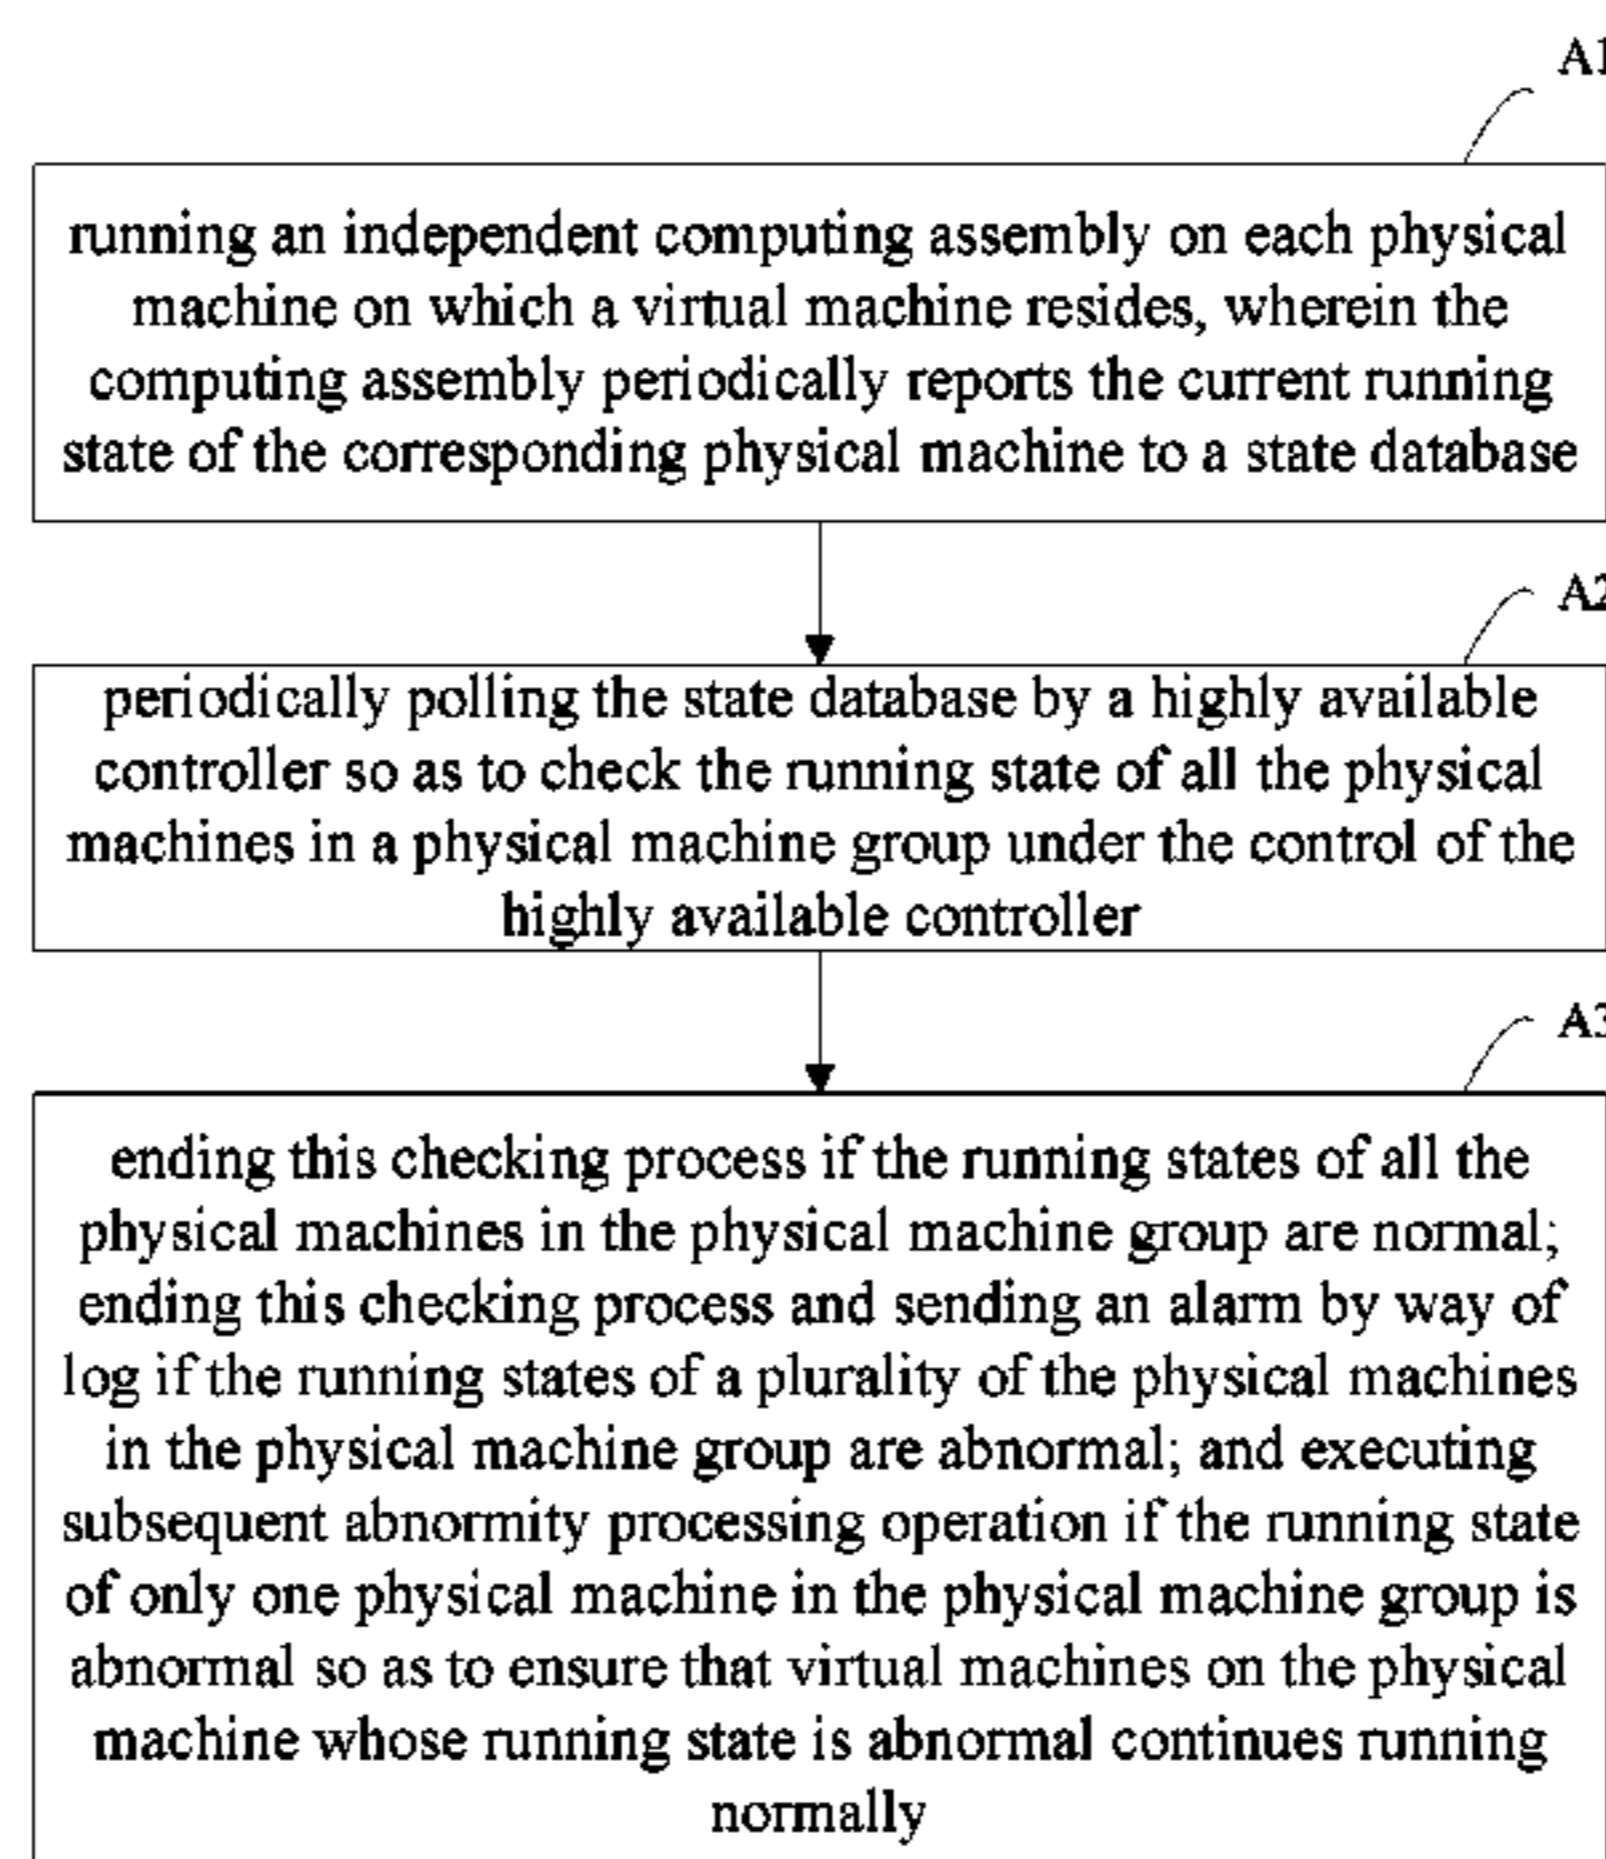 A1
running an independent computing assembly on each physical
machine on which a virtual machine resides, wherein the
computing assembly periodically reports the current running
state of the corresponding physical machine to a state database
A2
periodically polling the state database by a highly available
controller so as to check the running state of all the physical
machines in a physical machine group under the control of the
highly available controller
A3
ending this checking process if the running states of all the
physical machines in the physical machine group are normal;
ending this checking process and sending an alarm by way of
log if the running states of a plurality of the physical machines
in the physical machine group are abnormal; and executing
subsequent abnormity processing operation if the running state
of only one physical machine in the physical machine group is
abnormal so as to ensure that virtual machines on the physical
machine whose running state is abnormal continues running
normally